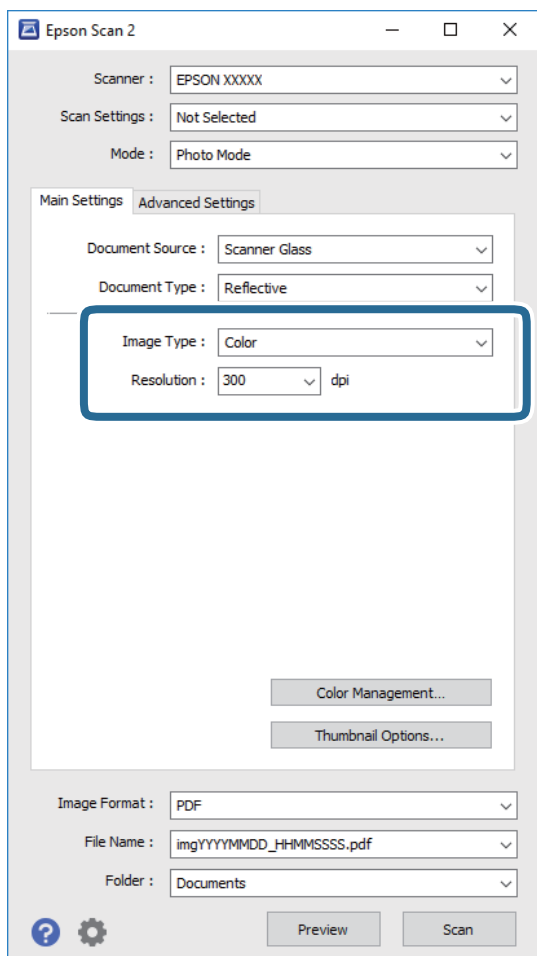 Epson Scan 2
Scanner : EPSON XXXXX
Scan Settings : Not Selected
Mode : Photo Mode
Main Settings Advanced Settings
Document Source : Scanner Glass
Document Type : Reflective
Image Type : Color
Resolution : 300 dpi
Color Management...
Thumbnail Options...
Image Format : PDF
File Name : imgYYYYMMDD_HHMMSSSS.pdf
Folder : Documents
? Preview Scan